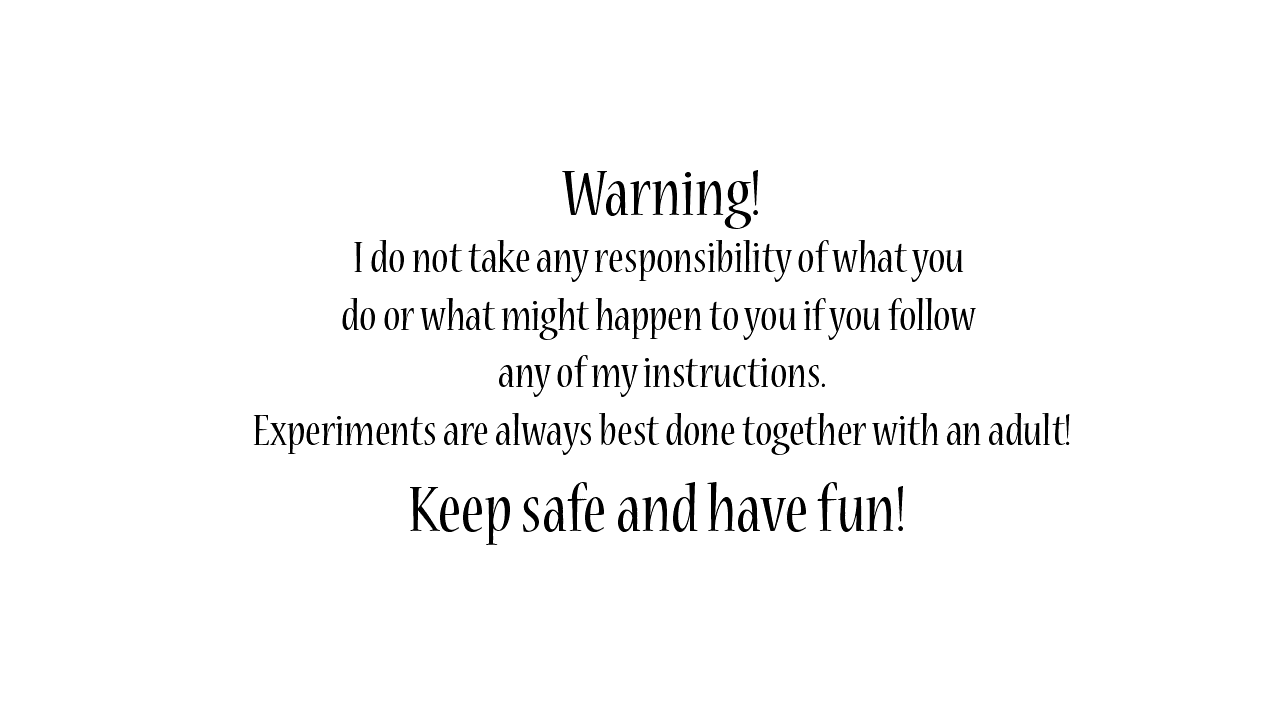 Warning!
I do not take any responsibility of what you
do or what might happen to you if you follow
any of my instructions.
Experiments are always best done together with an adult!
Keep safe and have fun!